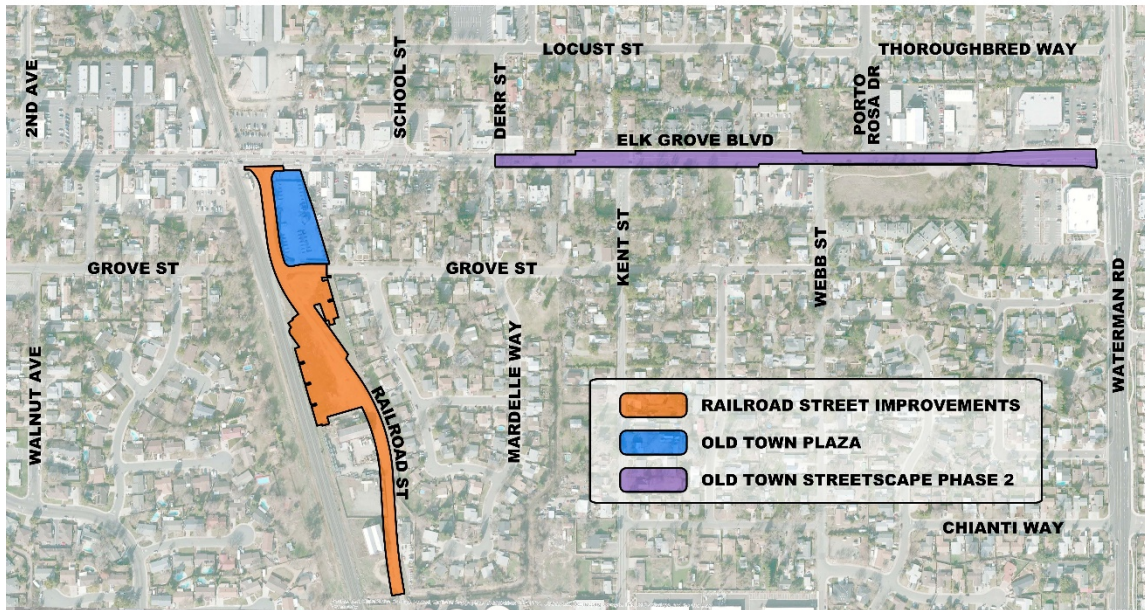 2ND AVE
SCHOOL ST
DERR ST
LOCUST ST
THOROUGHBRED WAY
PORTO
ROSA DR
ELK GROVE BLVD
GROVE ST
GROVE ST
KENT ST
WEBB ST
WATERMAN RD
WALNUT AVE
RAILROAD ST
MARDELLE WAY
RAILROAD STREET IMPROVEMENTS
OLD TOWN PLAZA
OLD TOWN STREETSCAPE PHASE 2
CHIANTI WAY